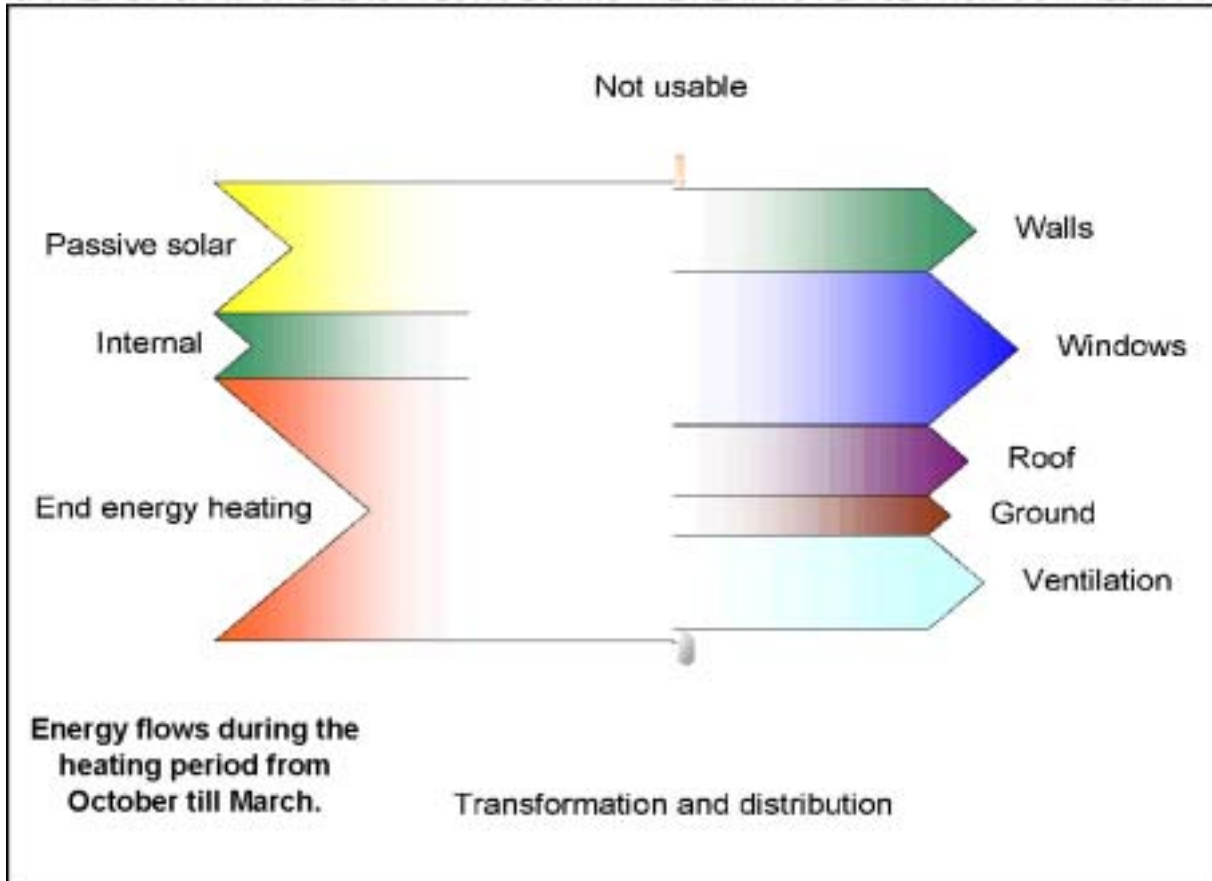 Not usable
Passive solar
Internal
End energy heating
Walls
Windows
Roof
Ground
Ventilation
Energy flows during the
heating period from
October till March.
Transformation and distribution